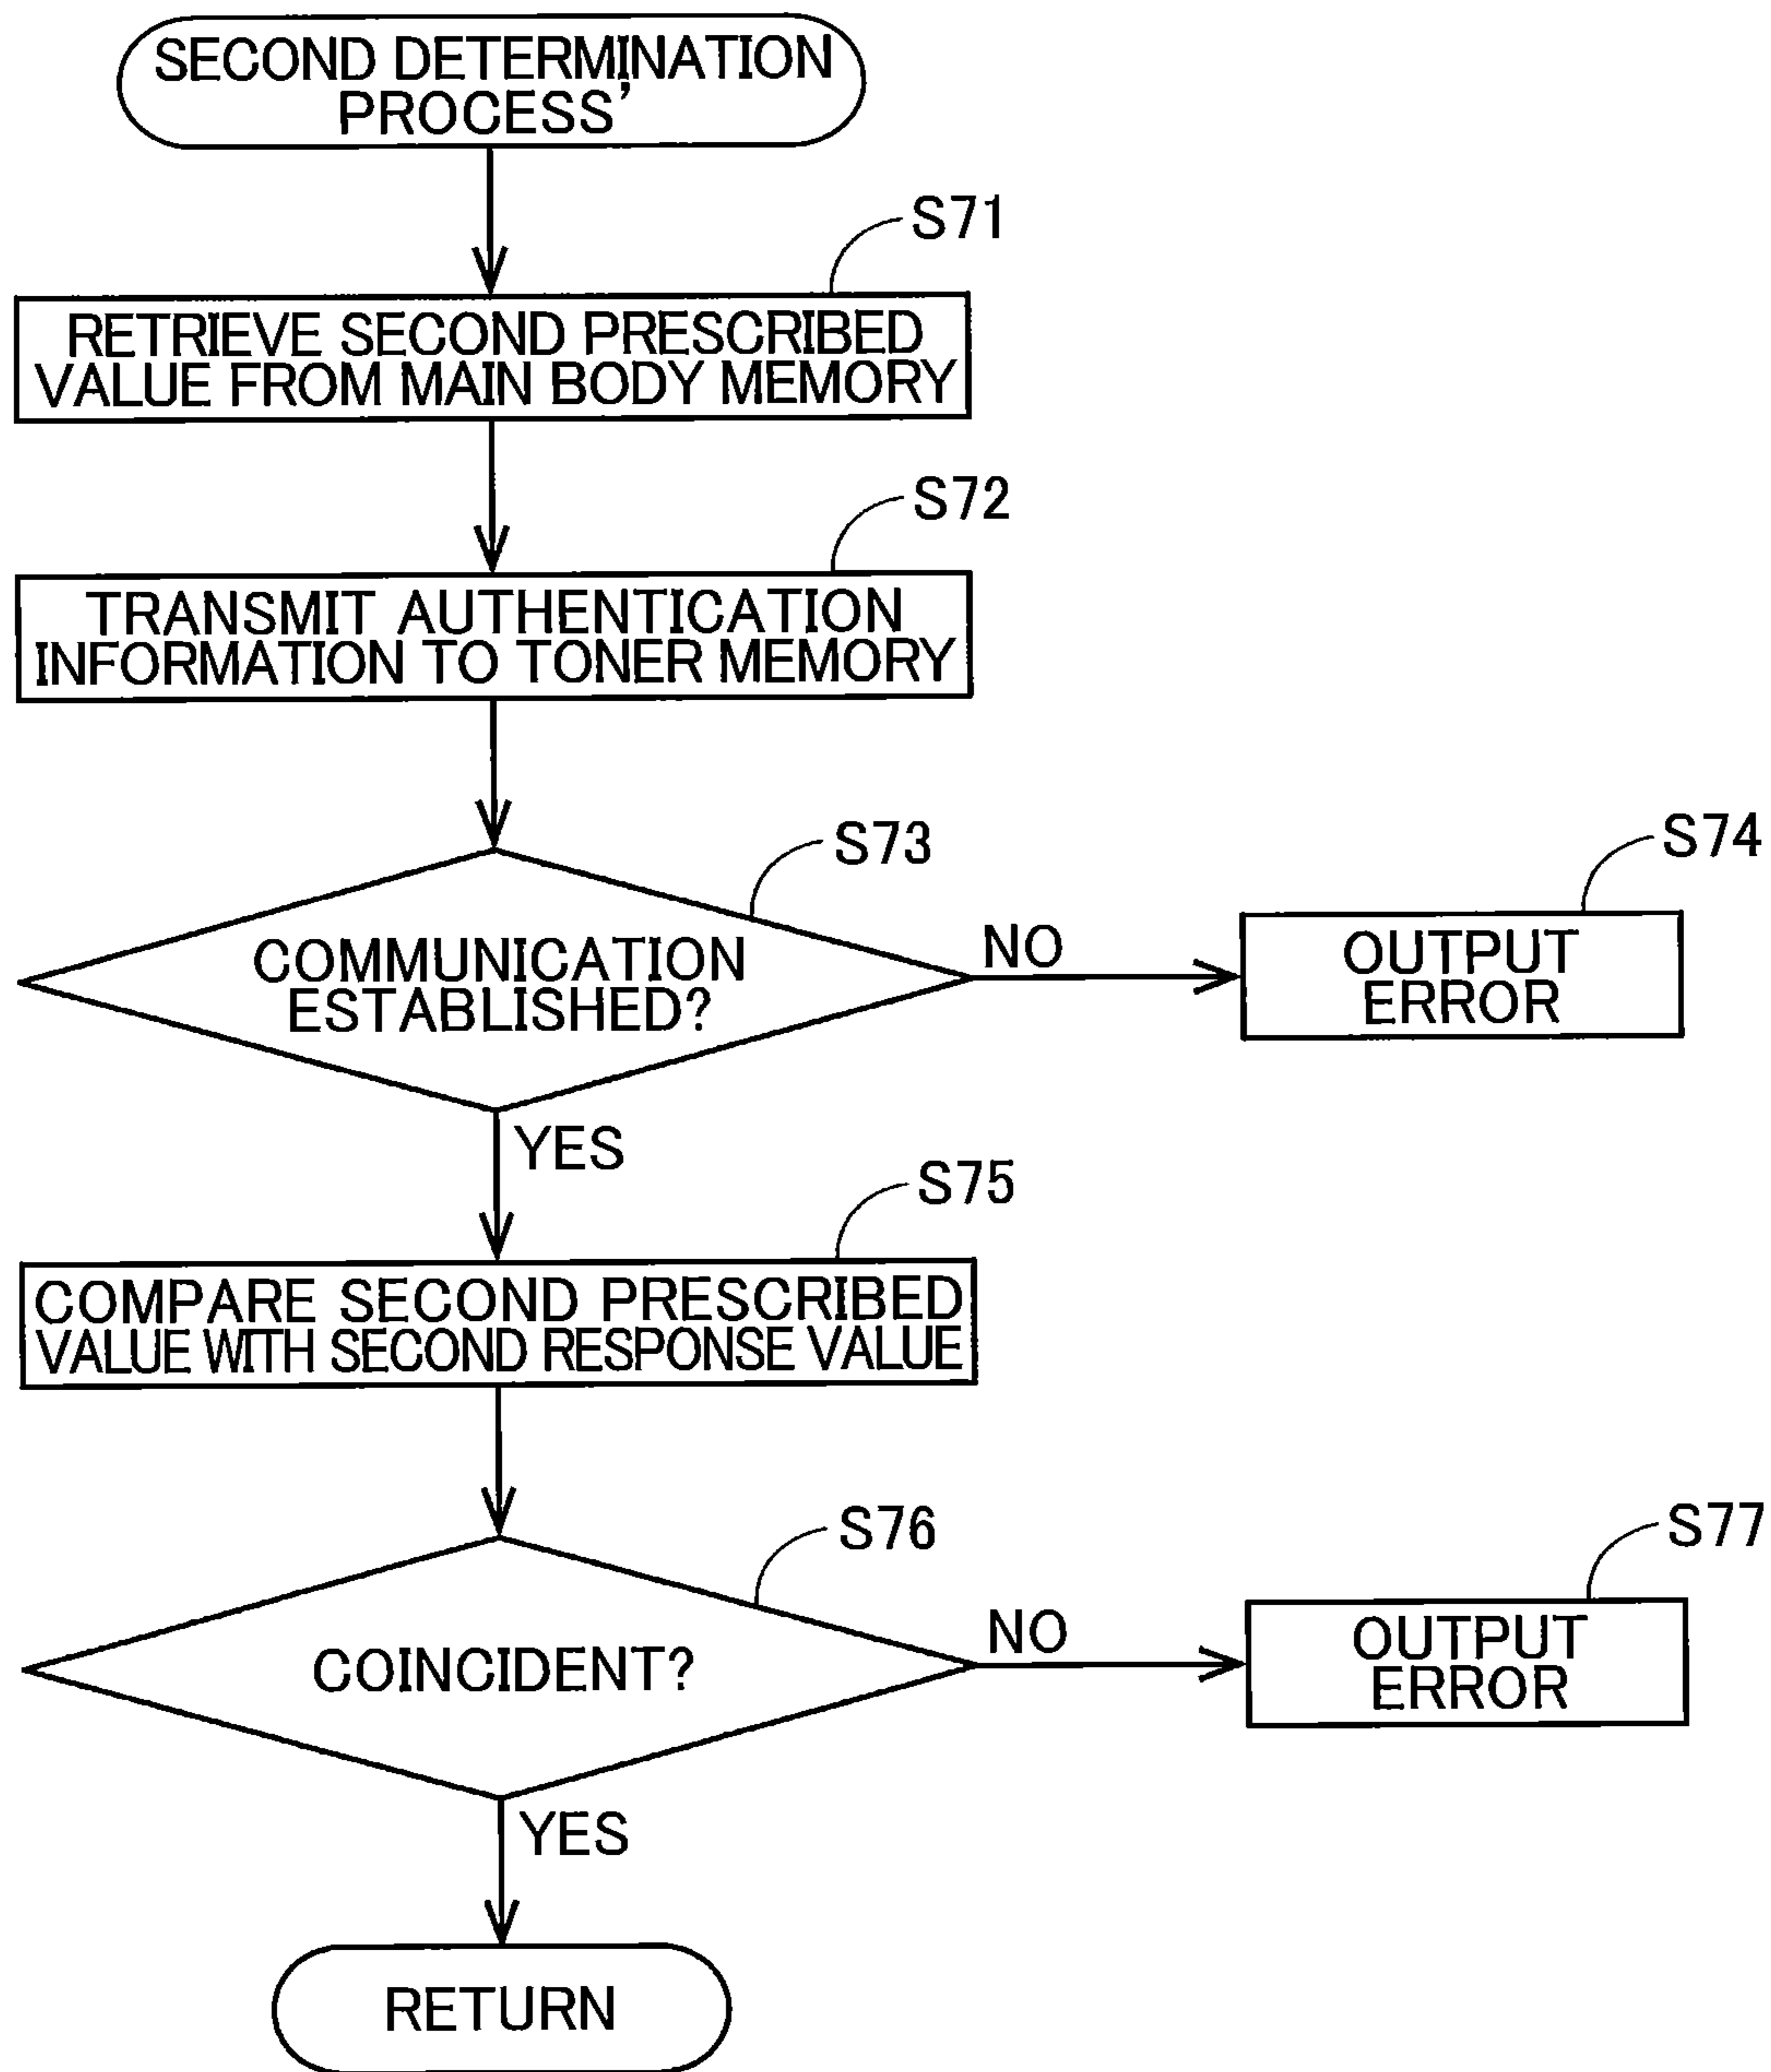 SECOND DETERMINATION
PROCESS'
S71
RETRIEVE SECOND PRESCRIBED
VALUE FROM MAIN BODY MEMORY
S72
TRANSMIT AUTHENTICATION
INFORMATION TO TONER MEMORY
S73
COMMUNICATION
ESTABLISHED?
NO
S74
OUTPUT
ERROR
YES
S75
COMPARE SECOND PRESCRIBED
VALUE WITH SECOND RESPONSE VALUE
S76
COINCIDENT?
NO
S77
OUTPUT
ERROR
YES
RETURN